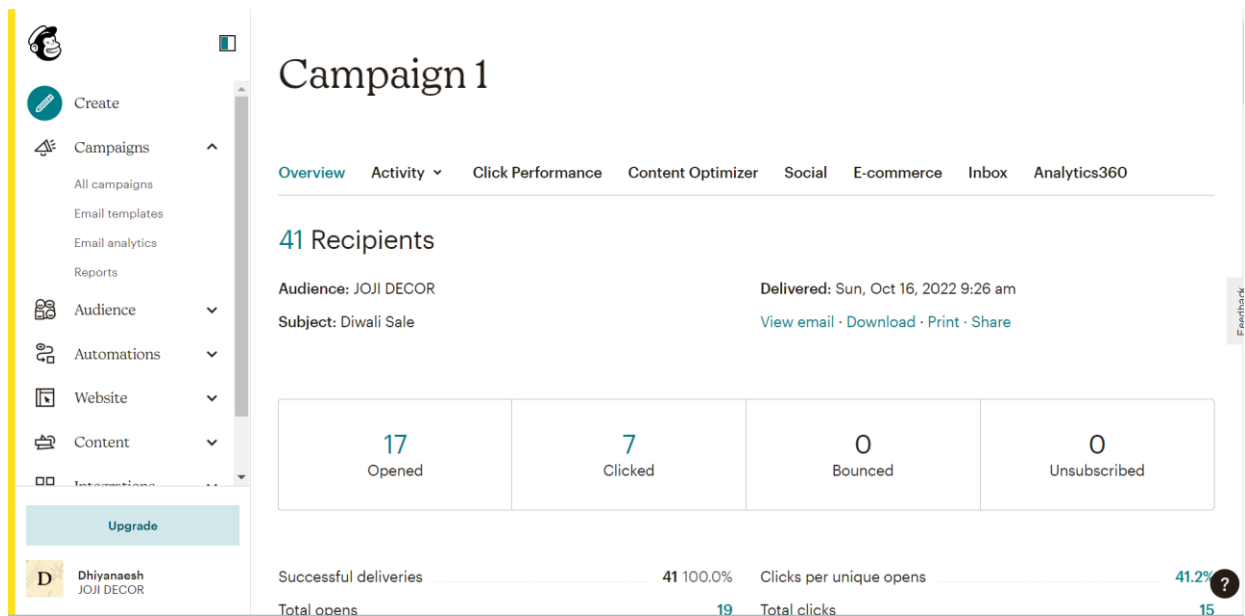 Campaign 1
Create
Campaigns
All campaigns
Email templates
Email analytics
Reports
Audience
Automations
Website
Content
Integrations
Upgrade
D
Dhiyanaesh
JOJI DECOR
Overview Activity Click Performance Content Optimizer Social E-commerce Inbox Analytics360
41 Recipients
Audience: JOJI DECOR
Delivered: Sun, Oct 16, 2022 9:26 am
Subject: Diwali Sale
View email · Download · Print · Share
17 7 0 0
Opened Clicked Bounced Unsubscribed
Successful deliveries 41 100.0% Clicks per unique opens 41.2%
Total opens 19 Total clicks 15
Feedback
?